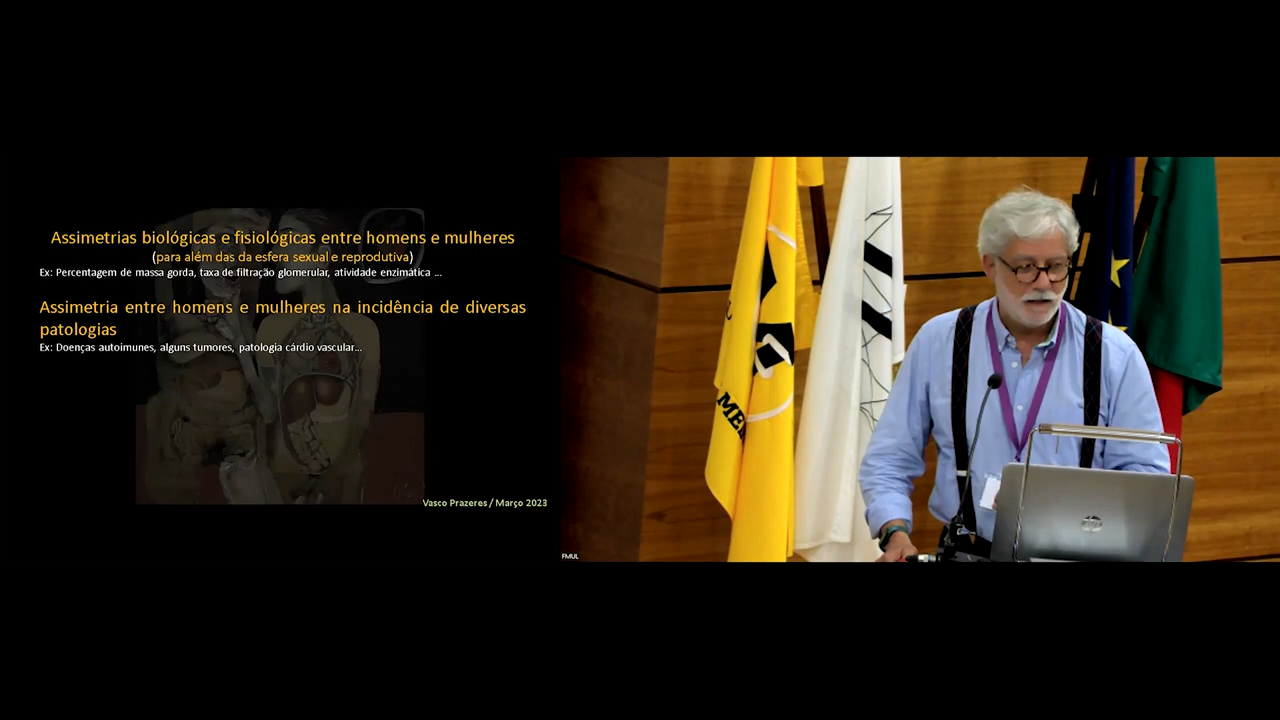 Assimetrias biológicas e fisiológicas entre homens e mulheres
(para além das da esfera sexual e reprodutiva)
Ex: Percentagem de massa gorda, taxa de filtração glomerular, atividade enzimática ...
Assimetria entre homens e mulheres na incidência de diversas
patologias
Ex: Doenças autoimunes, alguns tumores, patologia cárdio vascular...
Vasco Prazeres / Março 2023
FMUL
hp